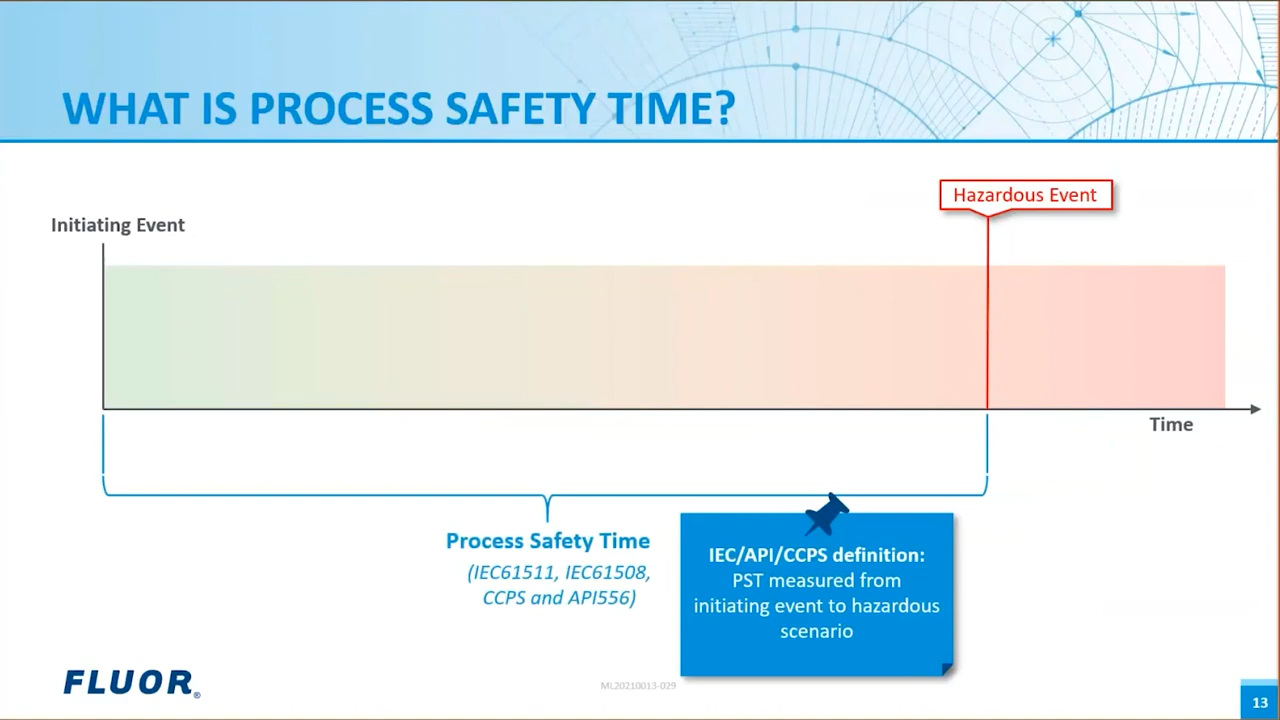 WHAT IS PROCESS SAFETY TIME?
Hazardous Event
Initiating Event
Time
Process Safety Time
(IEC61511, IEC61508,
CCPS and API556)
IEC/API/CCPS definition:
PST measured from
initiating event to hazardous
scenario
FLUOR®
ML20210013-029
13